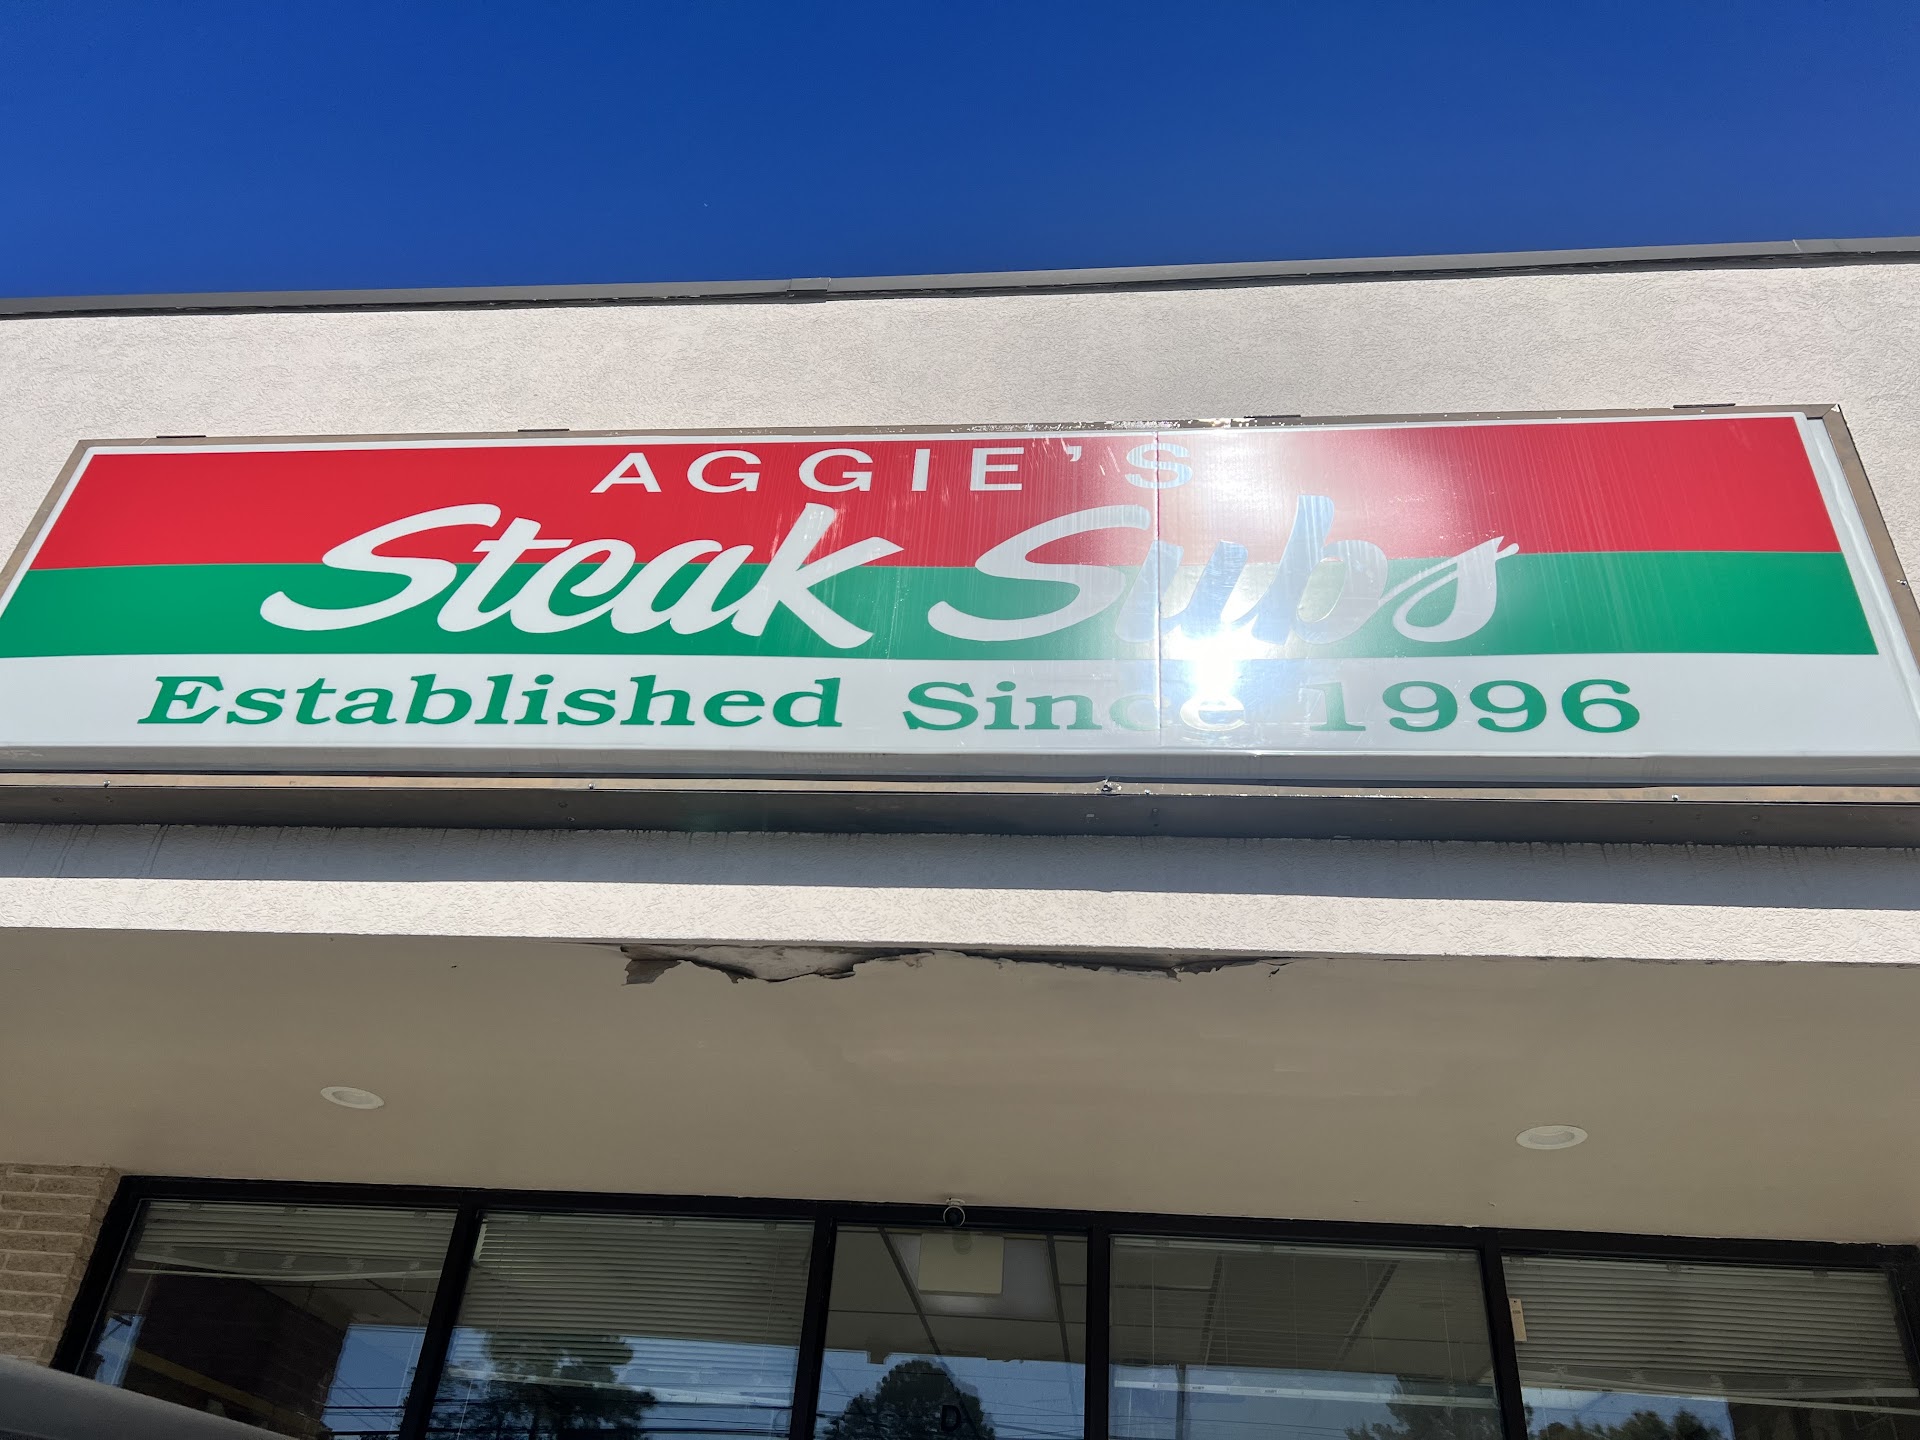 AGGIE'S
Steak Subs
Established Since 1996
D